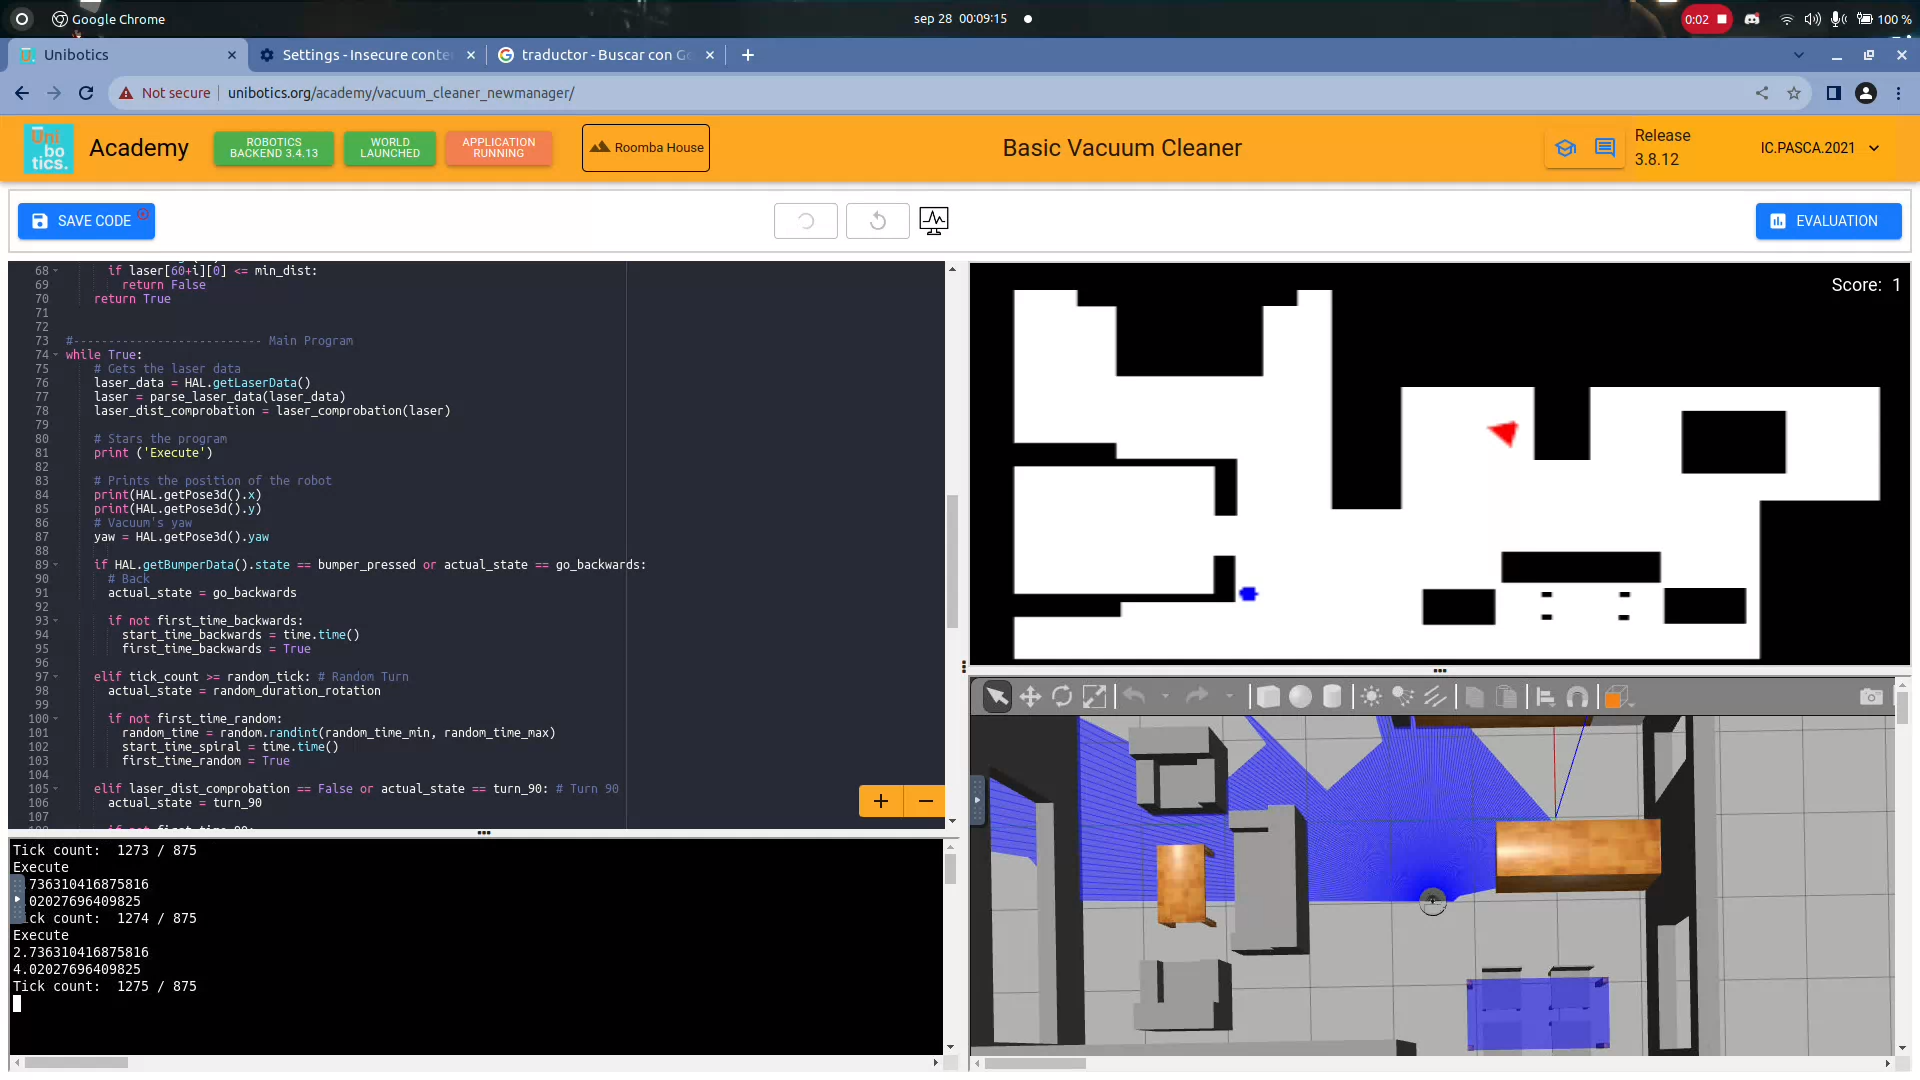 Google Chrome
sep 28 00:09:15
0:02
100 %
Unibotics
Settings - Insecure conte
traductor - Buscar con G
Not secure
unibotics.org/academy/vacuum_cleaner_newmanager/
Uni
bo
tics.
Academy
ROBOTICS
BACKEND 3.4.13
WORLD
LAUNCHED
APPLICATION
RUNNING
Roomba House
Basic Vacuum Cleaner
Release
3.8.12
IC.PASCA.2021
SAVE CODE
EVALUATION
68 if laser[60+i][0] <= min_dist:
69 return False
70 return True
71
72
73 #--------------------------- Main Program
74 while True:
75 # Gets the laser data
76 laser_data = HAL.getLaserData()
77 laser = parse_laser_data(laser_data)
78 laser_dist_comprobation = laser_comprobation(laser)
79
80 # Stars the program
81 print ('Execute')
82
83 # Prints the position of the robot
84 print(HAL.getPose3d().x)
85 print(HAL.getPose3d().y)
86 # Vacuum's yaw
87 yaw = HAL.getPose3d().yaw
88
89 if HAL.getBumperData().state == bumper_pressed or actual_state == go_backwards:
90 # Back
91 actual_state = go_backwards
92
93 if not first_time_backwards:
94 start_time_backwards = time.time()
95 first_time_backwards = True
96
97 elif tick_count >= random_tick: # Random Turn
98 actual_state = random_duration_rotation
99
100 if not first_time_random:
101 random_time = random.randint(random_time_min, random_time_max)
102 start_time_spiral = time.time()
103 first_time_random = True
104
105 elif laser_dist_comprobation == False or actual_state == turn_90: # Turn 90
106 actual_state = turn_90
107
Score: 1
Tick count: 1273 / 875
Execute
736310416875816
02027696409825
ick count: 1274 / 875
Execute
2.736310416875816
4.02027696409825
Tick count: 1275 / 875